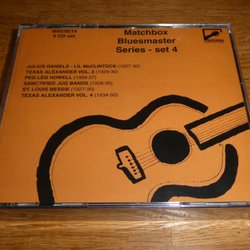 MSESET4
6 CD set
Matchbox
Bluesmaster
Series - set 4
JULIUS DANIELS - LIL McCLINTOCK (1927-30)
TEXAS ALEXANDER VOL. 3 (1929-30)
PEG LEG HOWELL (1926-27)
SANCTIFIED JUG BANDS (1928-30)
ST. LOUIS BESSIE (1927-30)
TEXAS ALEXANDER VOL. 4 (1934-50)